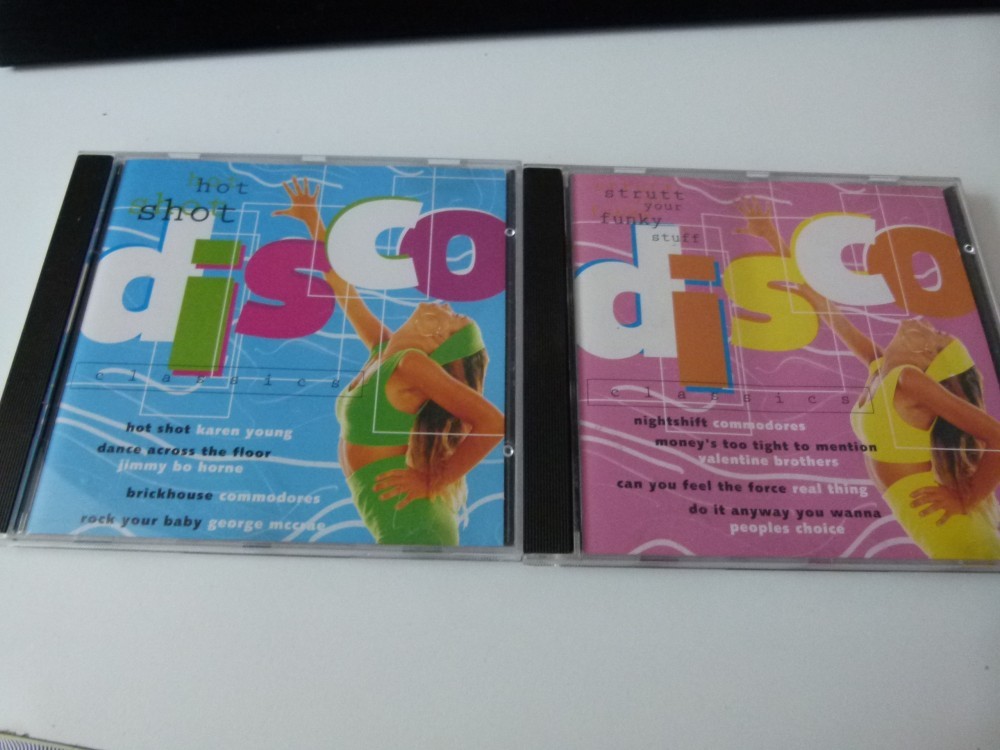 hot
shot
disco
classics
hot shot karen young
dance across the floor
jimmy bo horne
brickhouse commodores
rock your baby george mccrae
strutt
your
funky
stuff
disco
classics
nightshift commodores
money's too tight to mention
valentine brothers
can you feel the force real thing
do it anyway you wanna
peoples choice